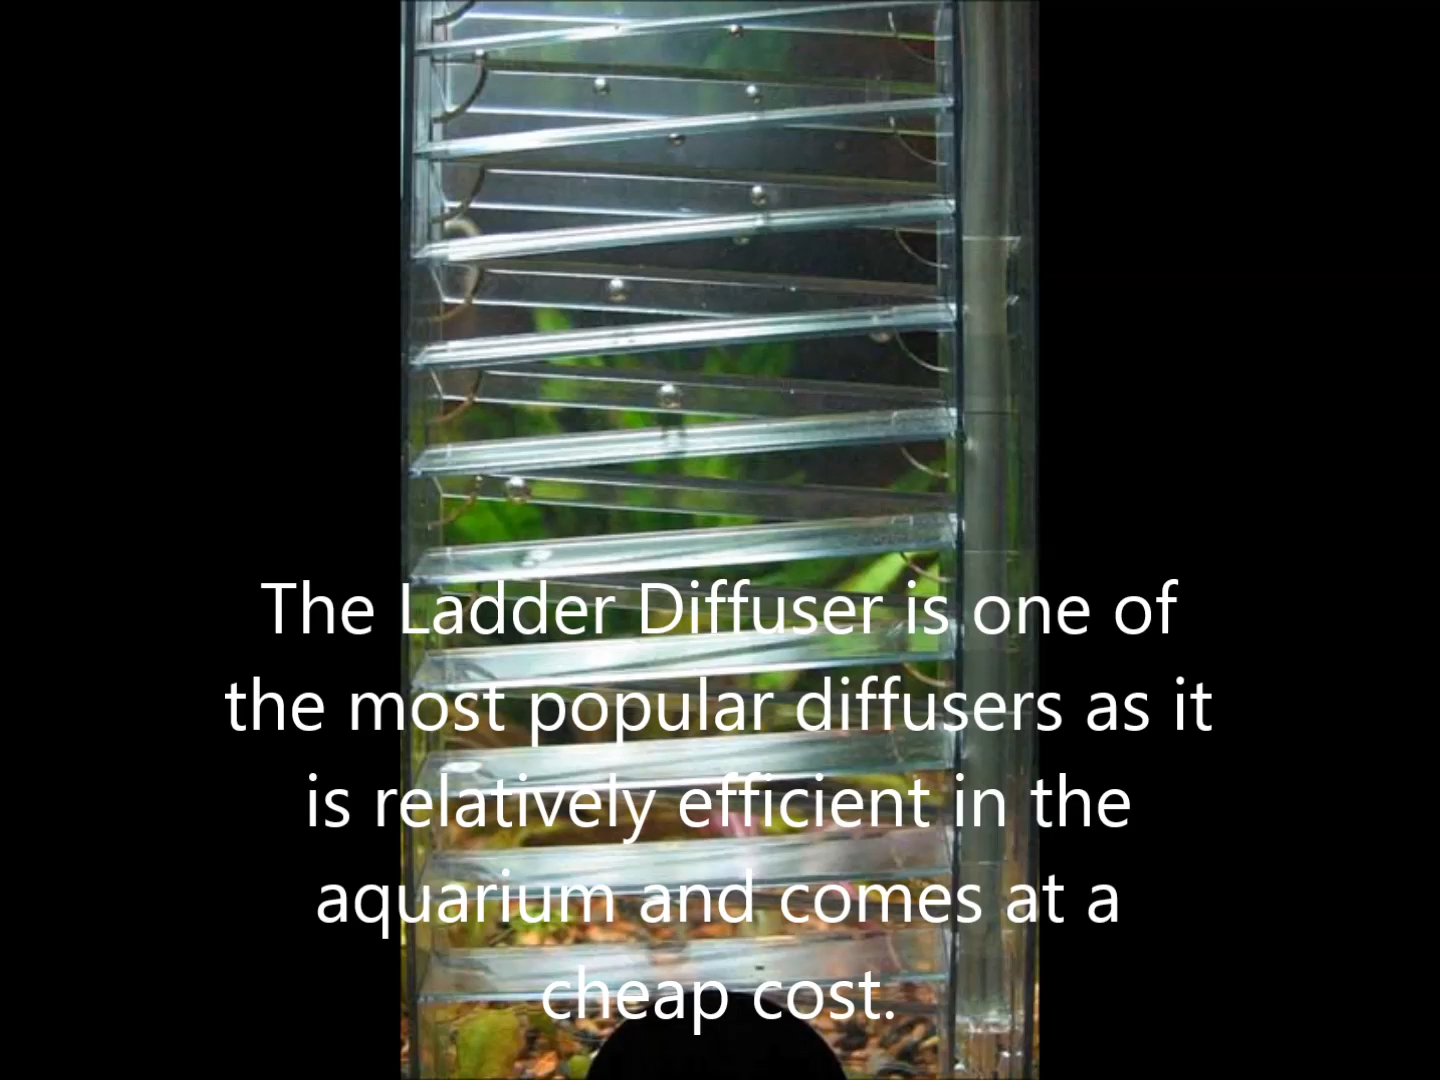 The Ladder Diffuser is one of
the most popular diffusers as it
is relatively efficient in the
aquarium and comes at a
cheap cost.